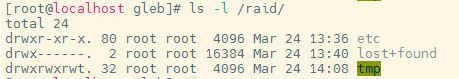 [root@localhost gleb]# ls -l /raid/
total 24
drwxr-xr-x. 80 root root  4096 Mar 24 13:36 etc
drwx------.  2 root root 16384 Mar 24 13:40 lost+found
drwxrwxrwt. 32 root root  4096 Mar 24 14:08 tmp